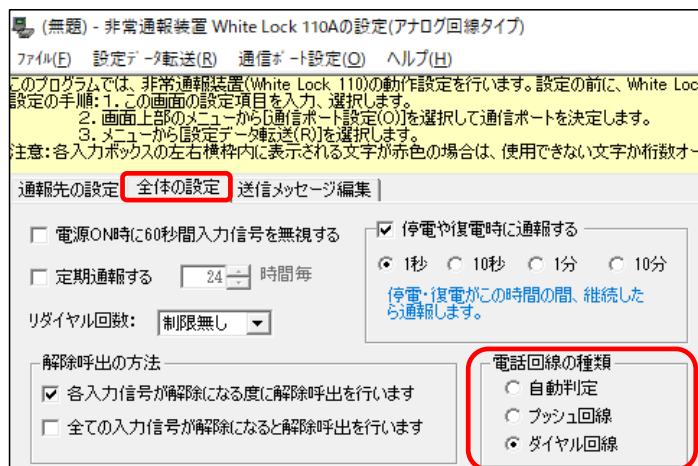 (無題) - 非常通報装置 White Lock 110Aの設定(アナログ回線タイプ)
ファイル(F) 設定データ転送(R) 通信ポート設定(O) ヘルプ(H)
このプログラムでは、非常通報装置(White Lock 110)の動作設定を行います。設定の前に、White Loc
設定の手順: 1. この画面の設定項目を入力、選択します。
2. 画面上部のメニューから[通信ポート設定(O)]を選択して通信ポートを決定します。
3. メニューから[設定データ転送(R)]を選択します。
注意:各入力ボックスの左右横枠内に表示される文字が赤色の場合は、使用できない文字か桁数オー
通報先の設定 全体の設定 送信メッセージ編集
電源ON時に60秒間入力信号を無視する
定期通報する 24 時間毎
リダイヤル回数: 制限無し
停電や復電時に通報する
1秒 10秒 1分 10分
停電・復電がこの時間の間、継続した
ら通報します。
解除呼出の方法
各入力信号が解除になる度に解除呼出を行います
全ての入力信号が解除になると解除呼出を行います
電話回線の種類
自動判定
プッシュ回線
ダイヤル回線